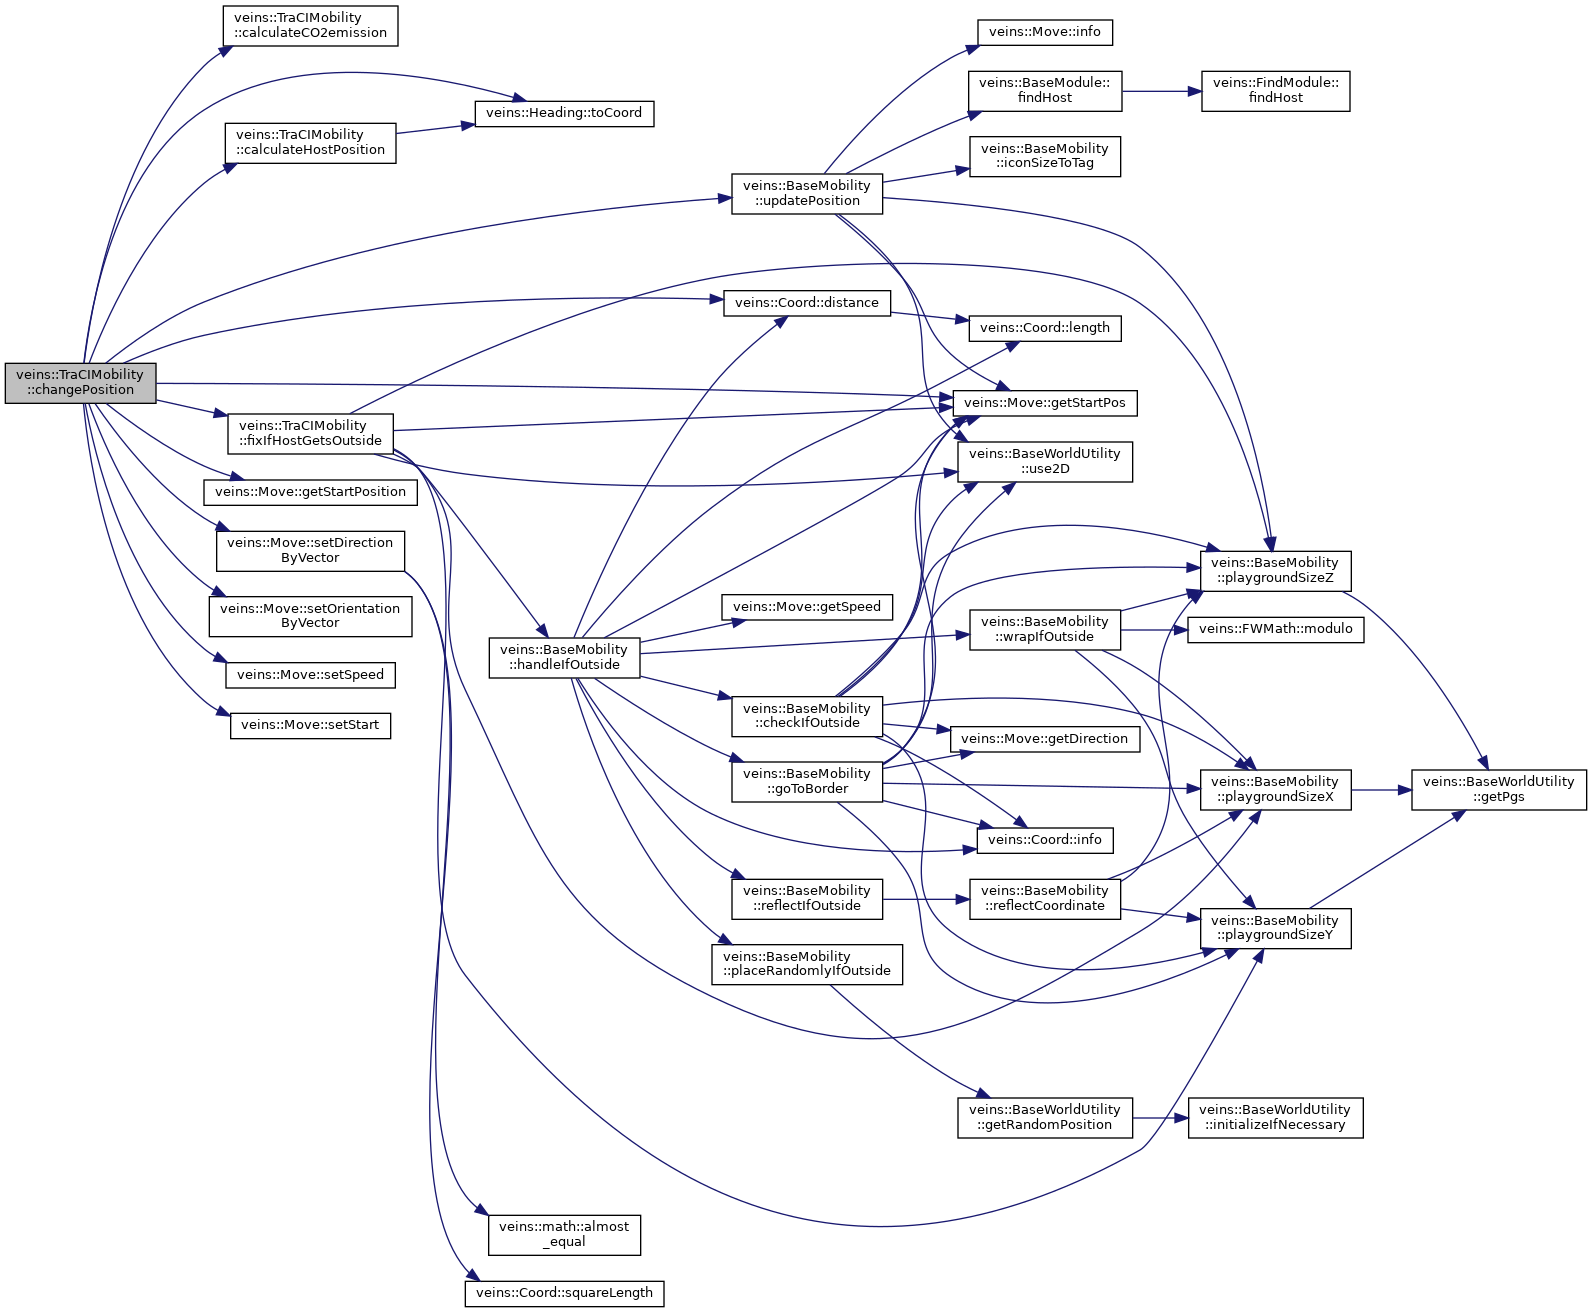 veins::TraCIMobility
::changePosition
veins::TraCIMobility
::calculateCO2emission
veins::Heading::toCoord
veins::TraCIMobility
::calculateHostPosition
veins::TraCIMobility
::fixIfHostGetsOutside
veins::Move::getStartPosition
veins::Move::setDirection
ByVector
veins::Move::setOrientation
ByVector
veins::Move::setSpeed
veins::Move::setStart
veins::BaseMobility
::handleIfOutside
veins::math::almost
_equal
veins::Coord::squareLength
veins::BaseMobility
::updatePosition
veins::Coord::distance
veins::Move::getSpeed
veins::BaseMobility
::checkIfOutside
veins::BaseMobility
::goToBorder
veins::BaseMobility
::reflectIfOutside
veins::BaseMobility
::placeRandomlyIfOutside
veins::Move::info
veins::BaseModule::
findHost
veins::BaseMobility
::iconSizeToTag
veins::Coord::length
veins::Move::getStartPos
veins::BaseWorldUtility
::use2D
veins::BaseMobility
::wrapIfOutside
veins::Move::getDirection
veins::Coord::info
veins::BaseMobility
::reflectCoordinate
veins::BaseWorldUtility
::getRandomPosition
veins::FindModule::
findHost
veins::BaseMobility
::playgroundSizeZ
veins::FWMath::modulo
veins::BaseMobility
::playgroundSizeX
veins::BaseMobility
::playgroundSizeY
veins::BaseWorldUtility
::initializeIfNecessary
veins::BaseWorldUtility
::getPgs